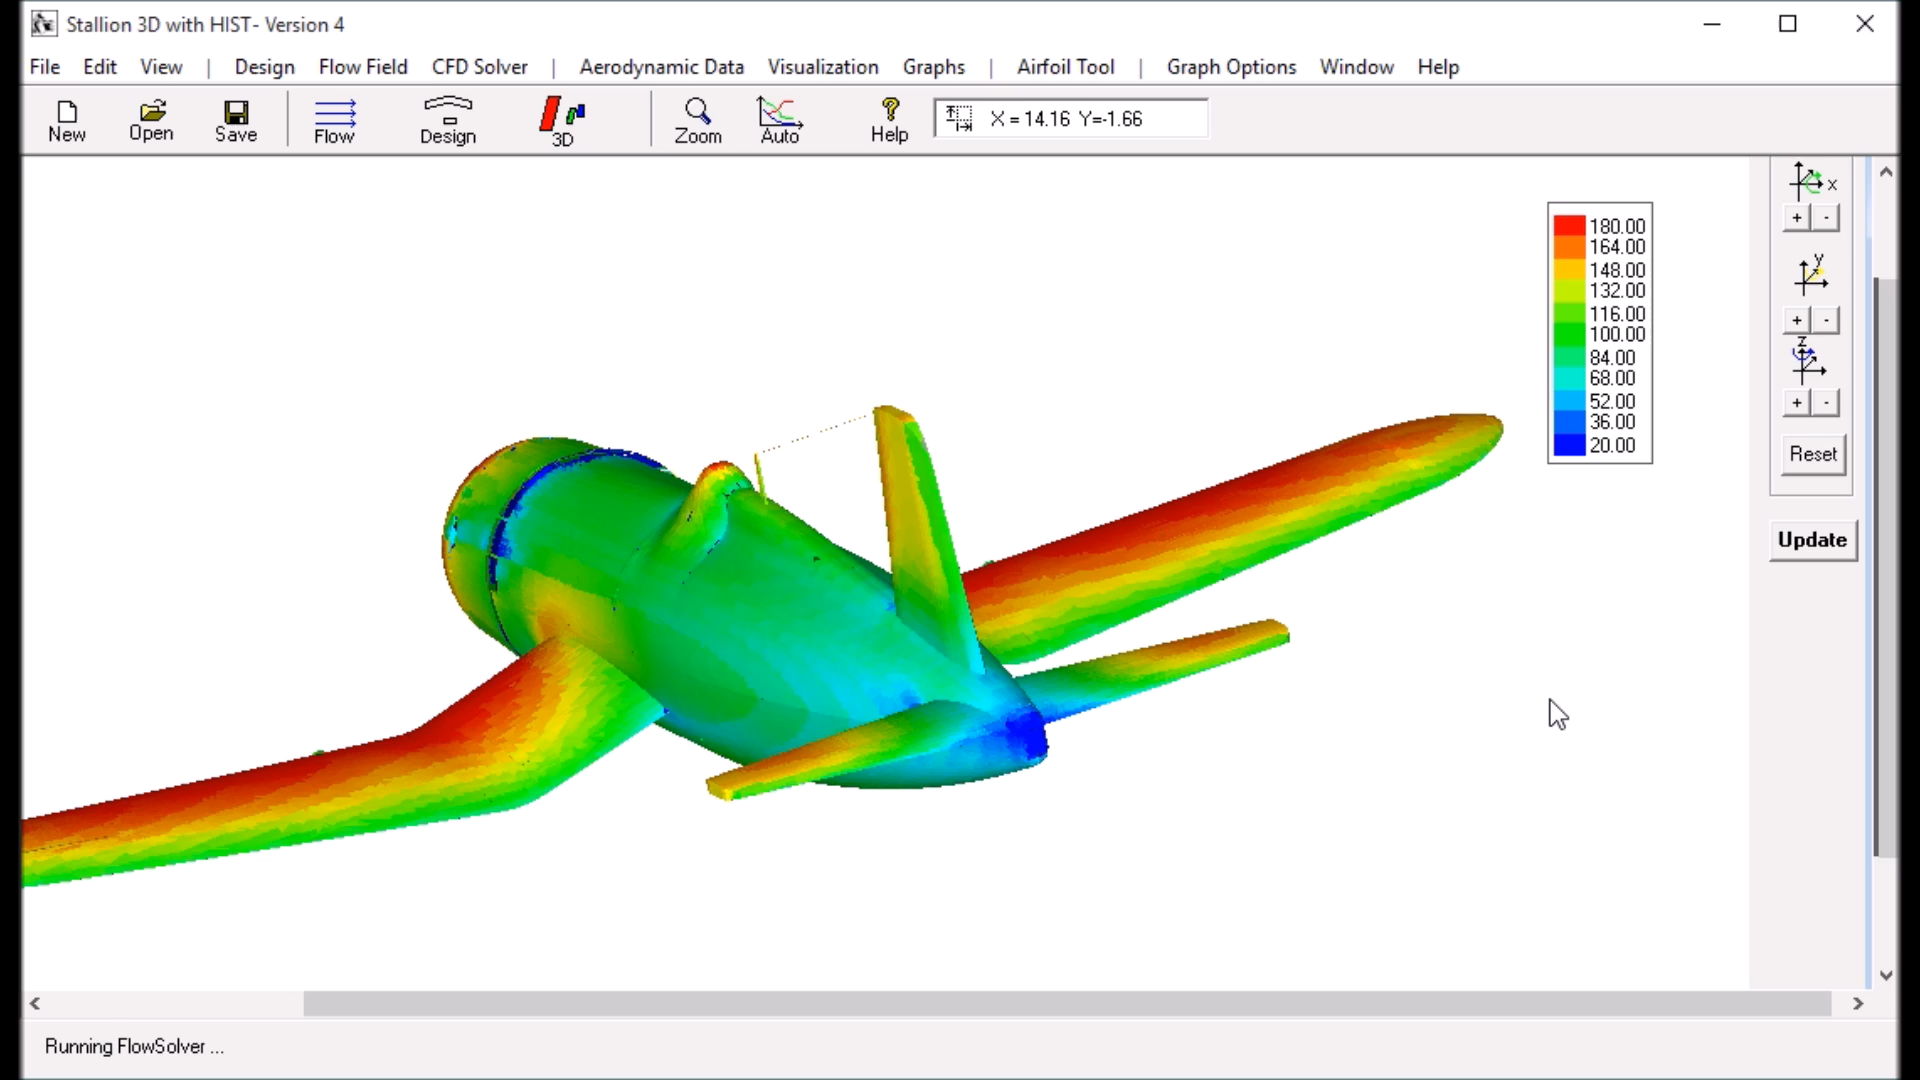 Stallion 3D with HIST- Version 4
File Edit View | Design Flow Field CFD Solver | Aerodynamic Data Visualization Graphs | Airfoil Tool | Graph Options Window Help
New Open Save Flow Design 3D Zoom Auto Help X = 14.16 Y=-1.66
x
+ -
y
+ -
z
+ -
Reset
Update
180.00
164.00
148.00
132.00
116.00
100.00
84.00
68.00
52.00
36.00
20.00
Running FlowSolver ...